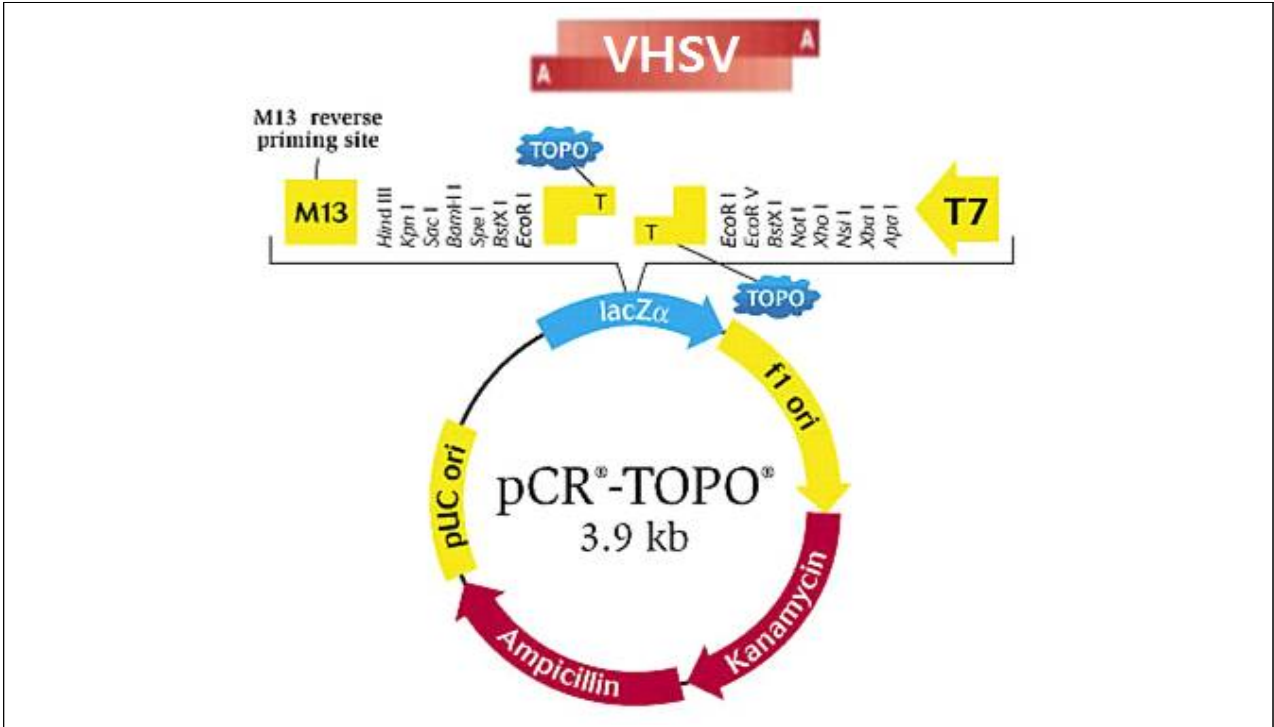 A VHSV A
M13 reverse
priming site
TOPO
M13
Hind III
Kpn I
Sac I
BamH I
Spe I
BstX I
EcoR I
T
T
EcoR I
EcoR V
BstX I
Not I
Xho I
Nsi I
Xba I
Apa I
T7
TOPO
lacZα
f1 ori
Kanamycin
Ampicillin
pUC ori
pCR®-TOPO®
3.9 kb